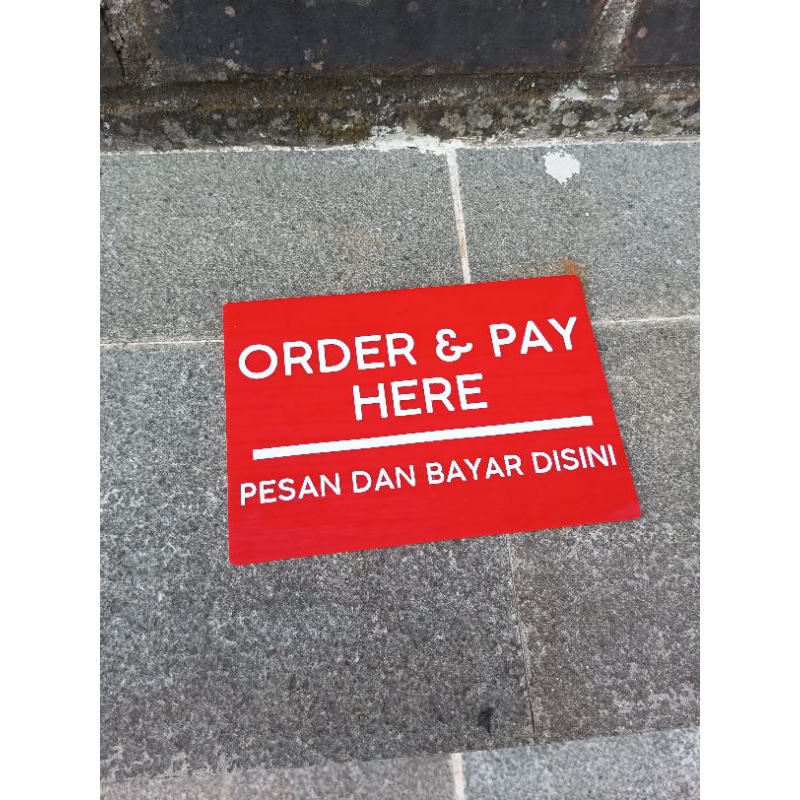 ORDER & PAY
HERE
PESAN DAN BAYAR DISINI